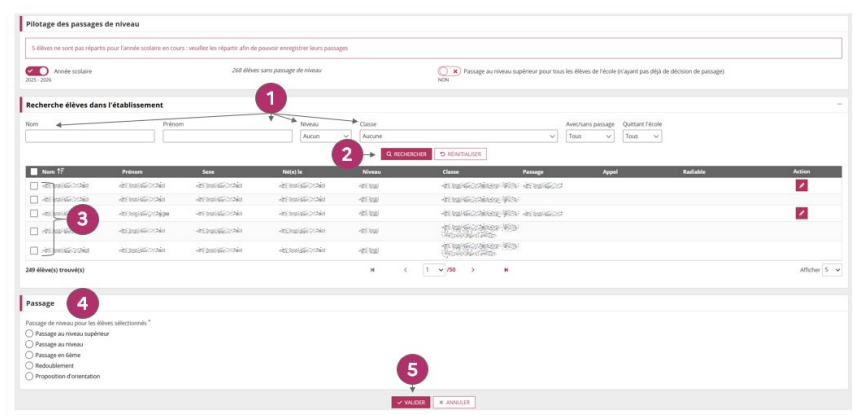 Pilotage des passages de niveau
5 élèves ne sont pas répartis pour l'année scolaire en cours : veuillez les répartir afin de pouvoir enregistrer leurs passages
Année scolaire
2025 - 2026
268 élèves sans passage de niveau
NON
Passage au niveau supérieur pour tous les élèves de l'école (n'ayant pas déjà de décision de passage)
Recherche élèves dans l'établissement
1
Nom Prénom Niveau Classe Avec/sans passage Quittant l'école
Aucun Aucune Tous Tous
2
RECHERCHER RÉINITIALISER
Nom Prénom Sexe Né(e) le Niveau Classe Passage Appel Radiable Action
3
249 élève(s) trouvé(s) 1 /50 Afficher 5
Passage
4
Passage de niveau pour les élèves sélectionnés *
Passage au niveau supérieur
Passage au niveau
Passage en 6ème
Redoublement
Proposition d'orientation
5
VALIDER ANNULER